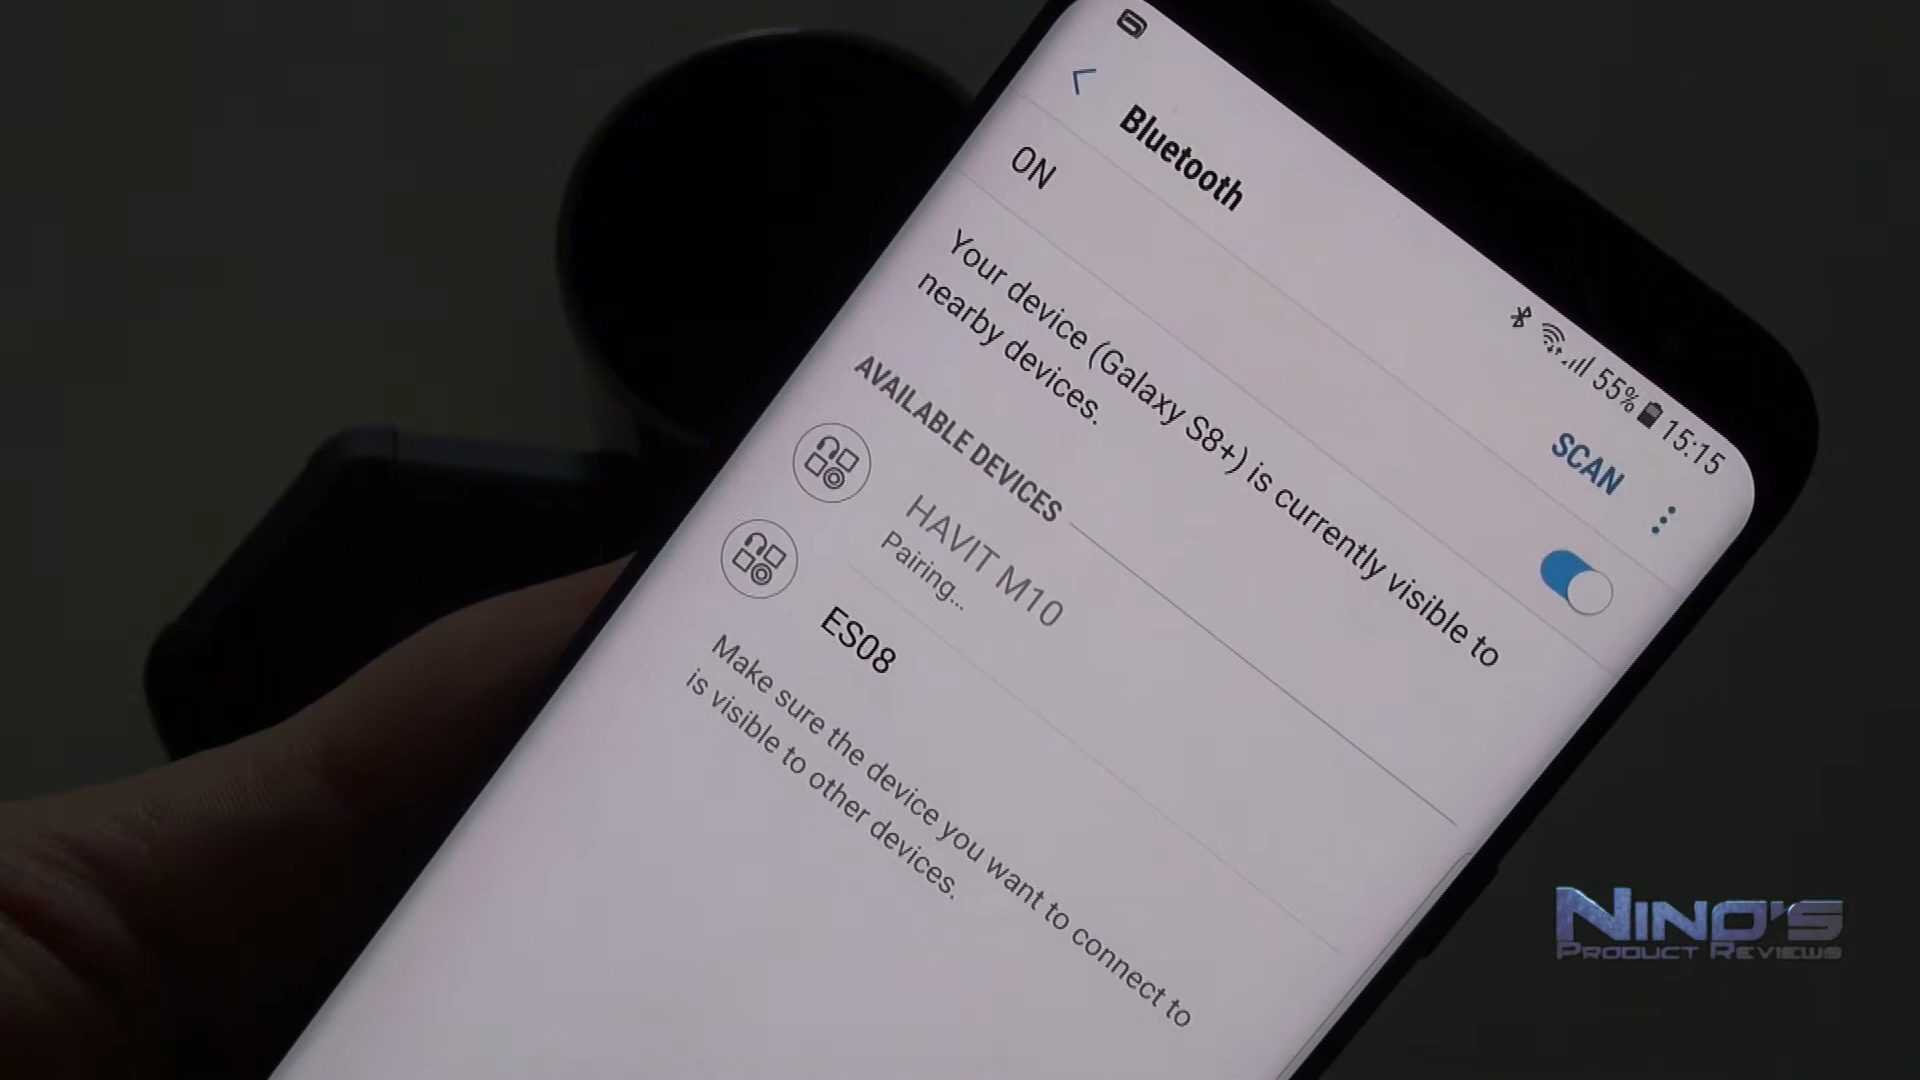 55% 15:15
Bluetooth
SCAN
ON
Your device (Galaxy S8+) is currently visible to
nearby devices.
AVAILABLE DEVICES
HAVIT M10
Pairing...
ES08
Make sure the device you want to connect to
is visible to other devices.
NINO'S
PRODUCT REVIEWS